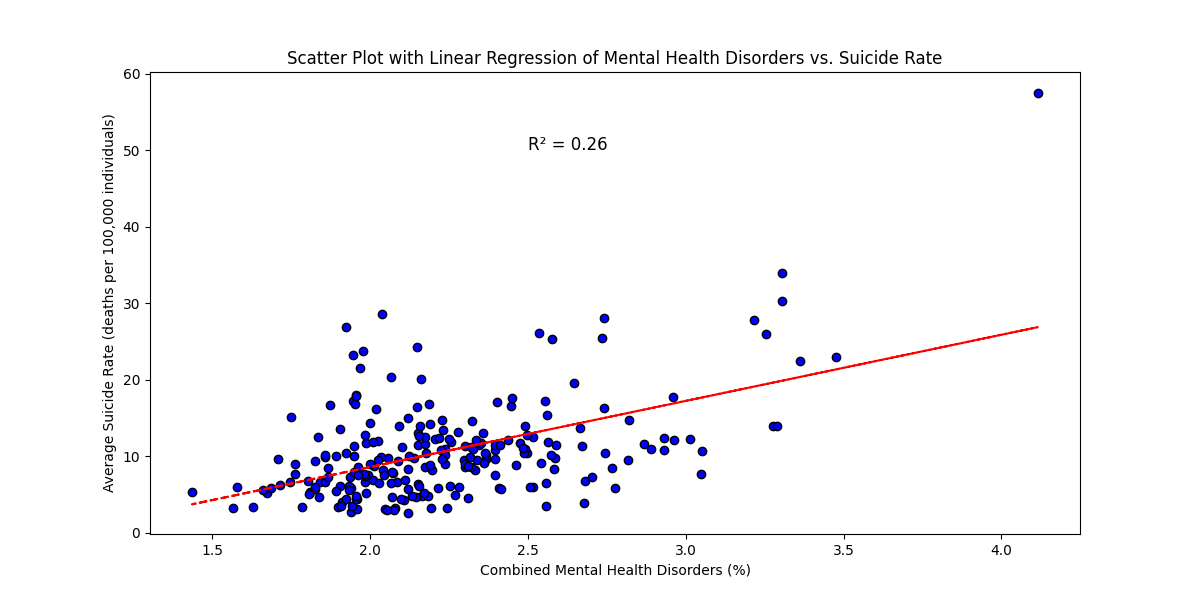 Scatter Plot with Linear Regression of Mental Health Disorders vs. Suicide Rate
R² = 0.26
Average Suicide Rate (deaths per 100,000 individuals)
60
50
40
30
20
10
0
1.5 2.0 2.5 3.0 3.5 4.0
Combined Mental Health Disorders (%)